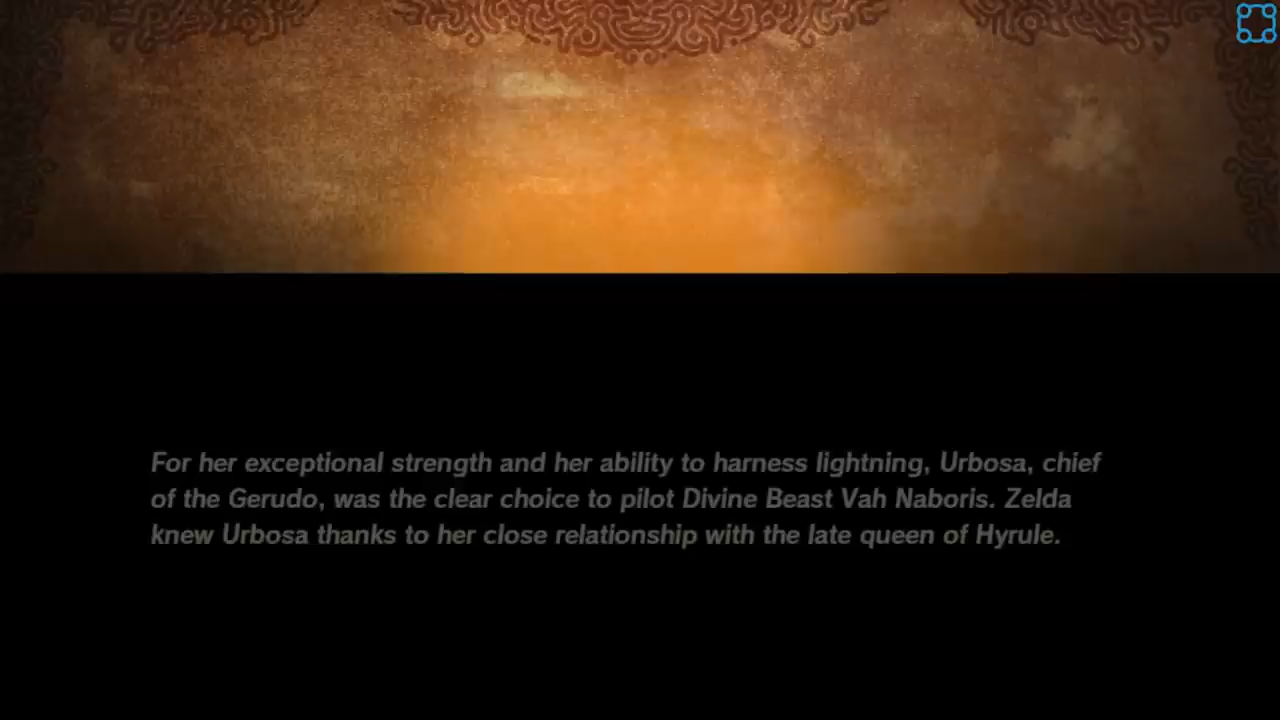 For her exceptional strength and her ability to harness lightning, Urbosa, chief
of the Gerudo, was the clear choice to pilot Divine Beast Vah Naboris. Zelda
knew Urbosa thanks to her close relationship with the late queen of Hyrule.